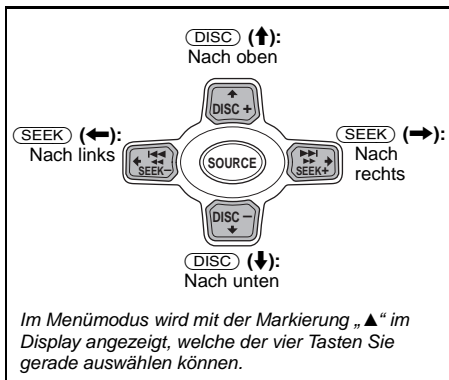 DISC (↑):
Nach oben
DISC +
SEEK (←):
Nach links
SEEK−
SOURCE
SEEK+
SEEK (→):
Nach
rechts
DISC −
DISC (↓):
Nach unten
Im Menümodus wird mit der Markierung „▲“ im
Display angezeigt, welche der vier Tasten Sie
gerade auswählen können.